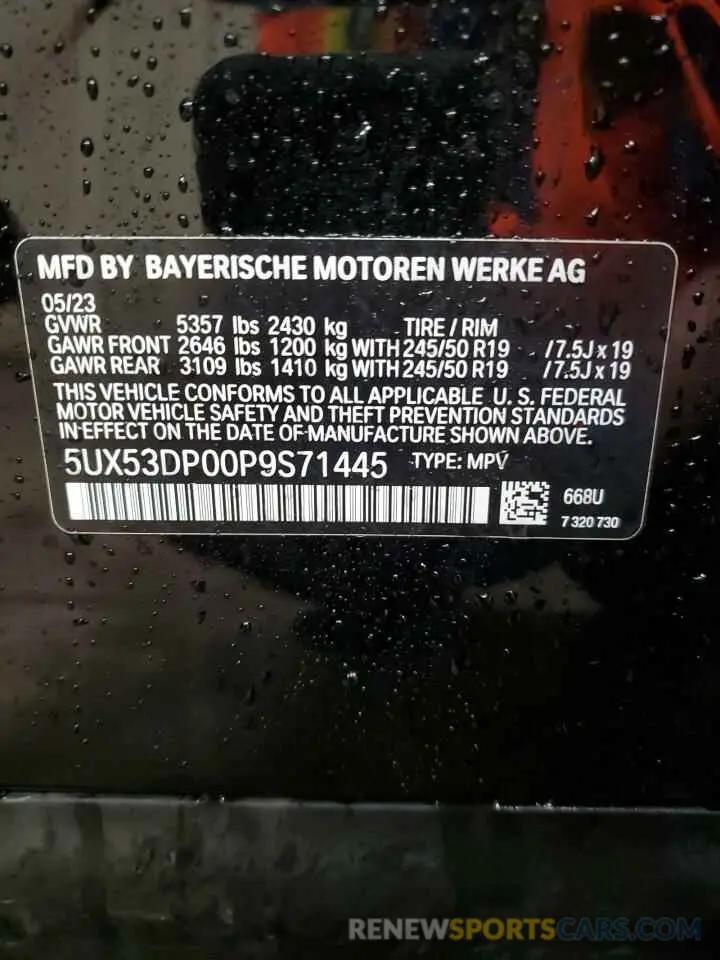 MFD BY BAYERISCHE MOTOREN WERKE AG
05/23
GVWR 5357 lbs 2430 kg TIRE / RIM
GAWR FRONT 2646 lbs 1200 kg WITH 245/50 R19 /7.5J x 19
GAWR REAR 3109 lbs 1410 kg WITH 245/50 R19 /7.5J x 19
THIS VEHICLE CONFORMS TO ALL APPLICABLE U. S. FEDERAL
MOTOR VEHICLE SAFETY AND THEFT PREVENTION STANDARDS
IN EFFECT ON THE DATE OF MANUFACTURE SHOWN ABOVE.
5UX53DP00P9S71445 TYPE: MPV
668U
7 320 730
RENEWSPORTSCARS.COM